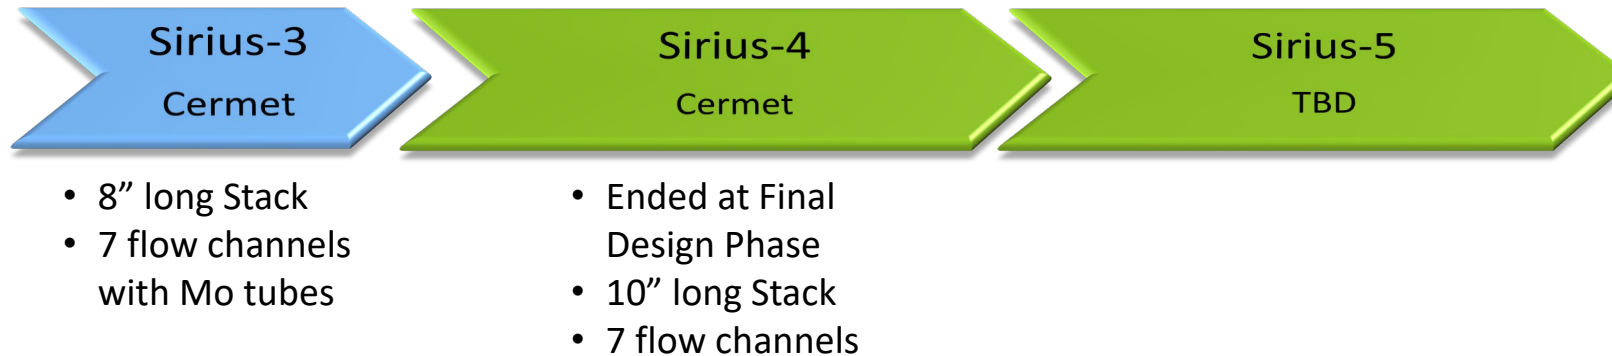 Sirius-3
Cermet
Sirius-4
Cermet
Sirius-5
TBD
• 8” long Stack
• 7 flow channels
with Mo tubes
• Ended at Final
Design Phase
• 10” long Stack
• 7 flow channels